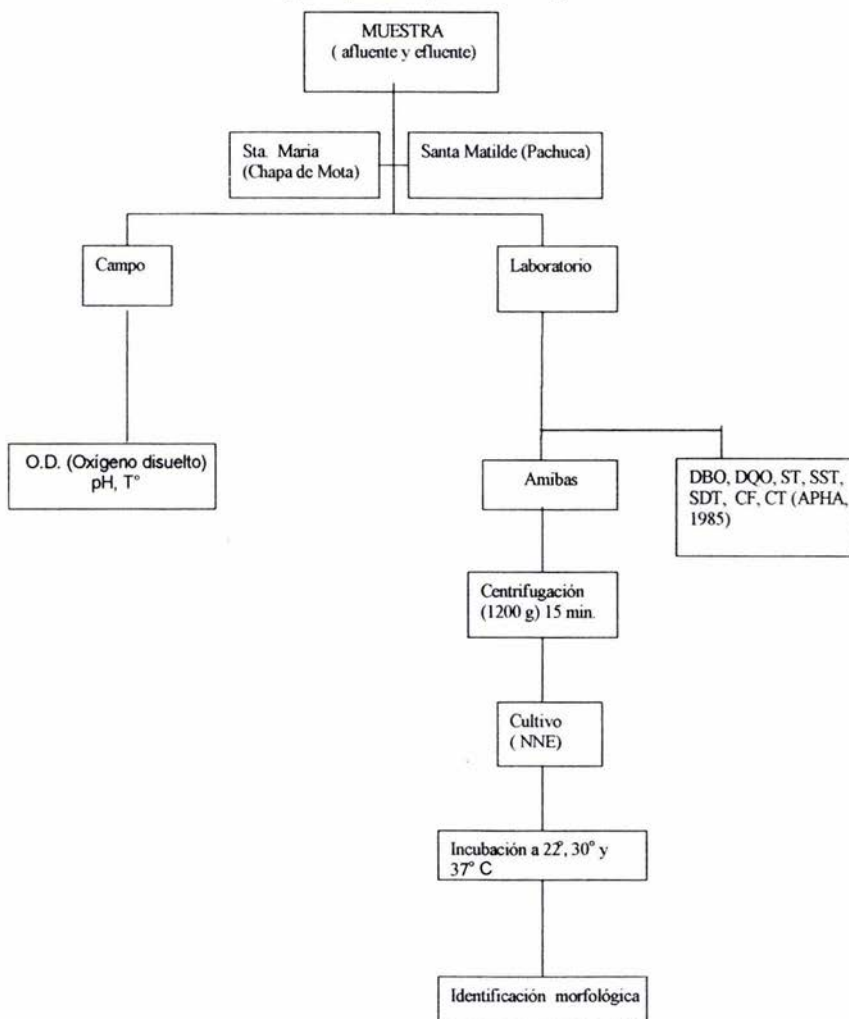 MUESTRA
( afluente y efluente)
Sta. Maria
(Chapa de Mota)
Santa Matilde (Pachuca)
Campo
Laboratorio
O.D. (Oxígeno disuelto)
pH, T°
Amibas
DBO, DQO, ST, SST,
SDT, CF, CT (APHA,
1985)
Centrifugación
(1200 g) 15 min.
Cultivo
( NNE)
Incubación a 22°, 30° y
37° C
Identificación morfológica